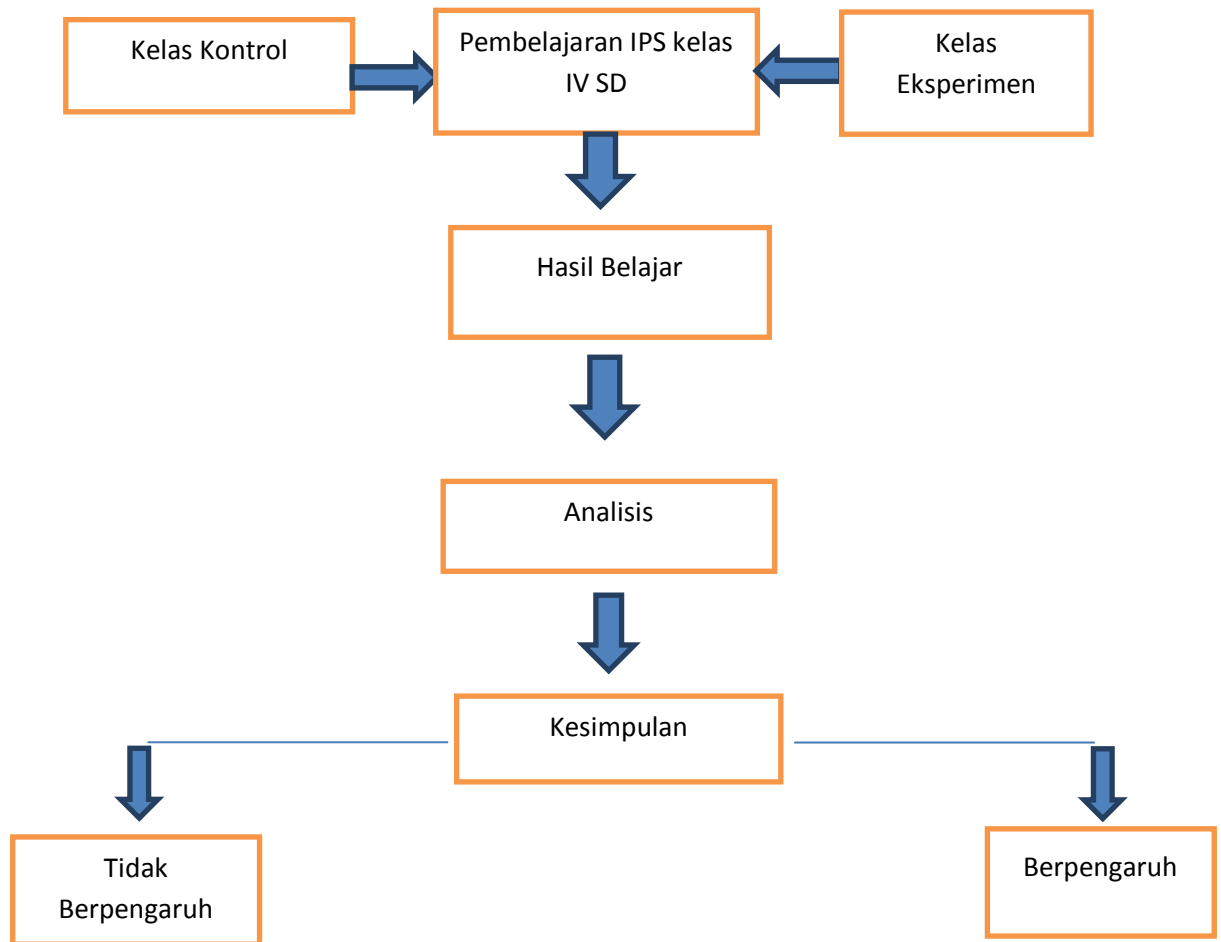 Kelas Kontrol
Pembelajaran IPS kelas
IV SD
Kelas
Eksperimen
Hasil Belajar
Analisis
Kesimpulan
Tidak
Berpengaruh
Berpengaruh